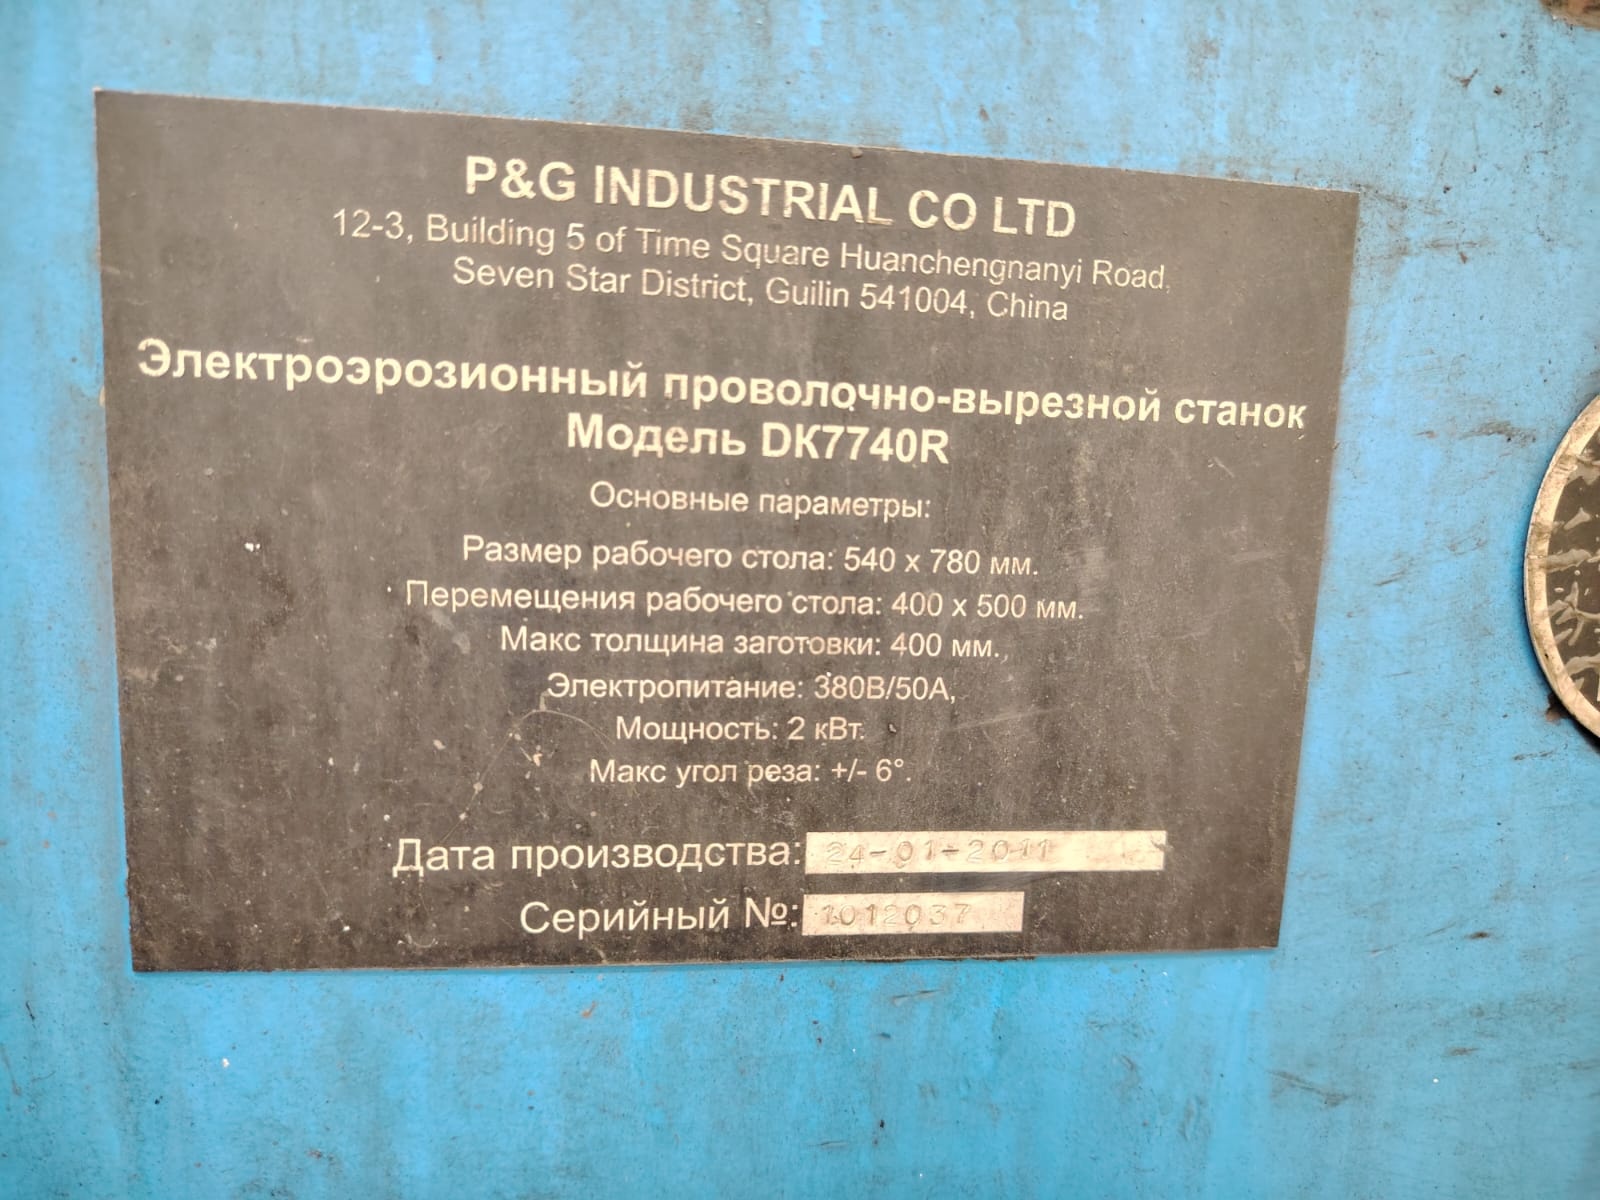 P&G INDUSTRIAL CO LTD
12-3, Building 5 of Time Square Huanchengnanyi Road,
Seven Star District, Guilin 541004, China
Электроэрозионный проволочно-вырезной станок
Модель DK7740R
Основные параметры:
Размер рабочего стола: 540 x 780 мм.
Перемещения рабочего стола: 400 x 500 мм.
Макс толщина заготовки: 400 мм.,
Электропитание: 380В/50А,
Мощность: 2 кВт.
Макс угол реза: +/- 6°.
Дата производства: 24-01-2011
Серийный №: 1012037